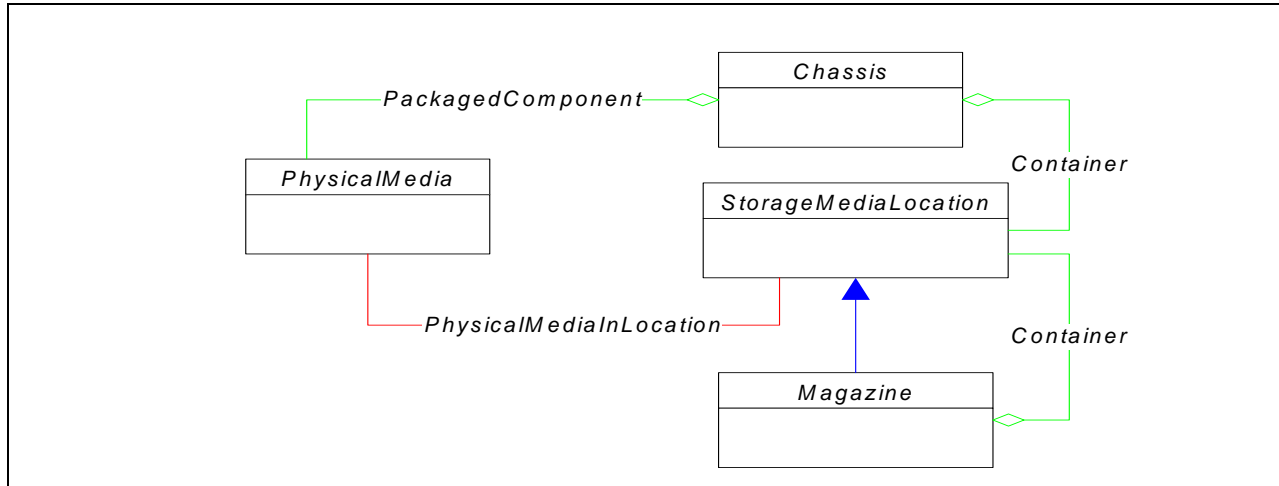 Chassis
PackagedComponent
Container
PhysicalMedia
StorageMediaLocation
PhysicalMediaInLocation
Container
Magazine